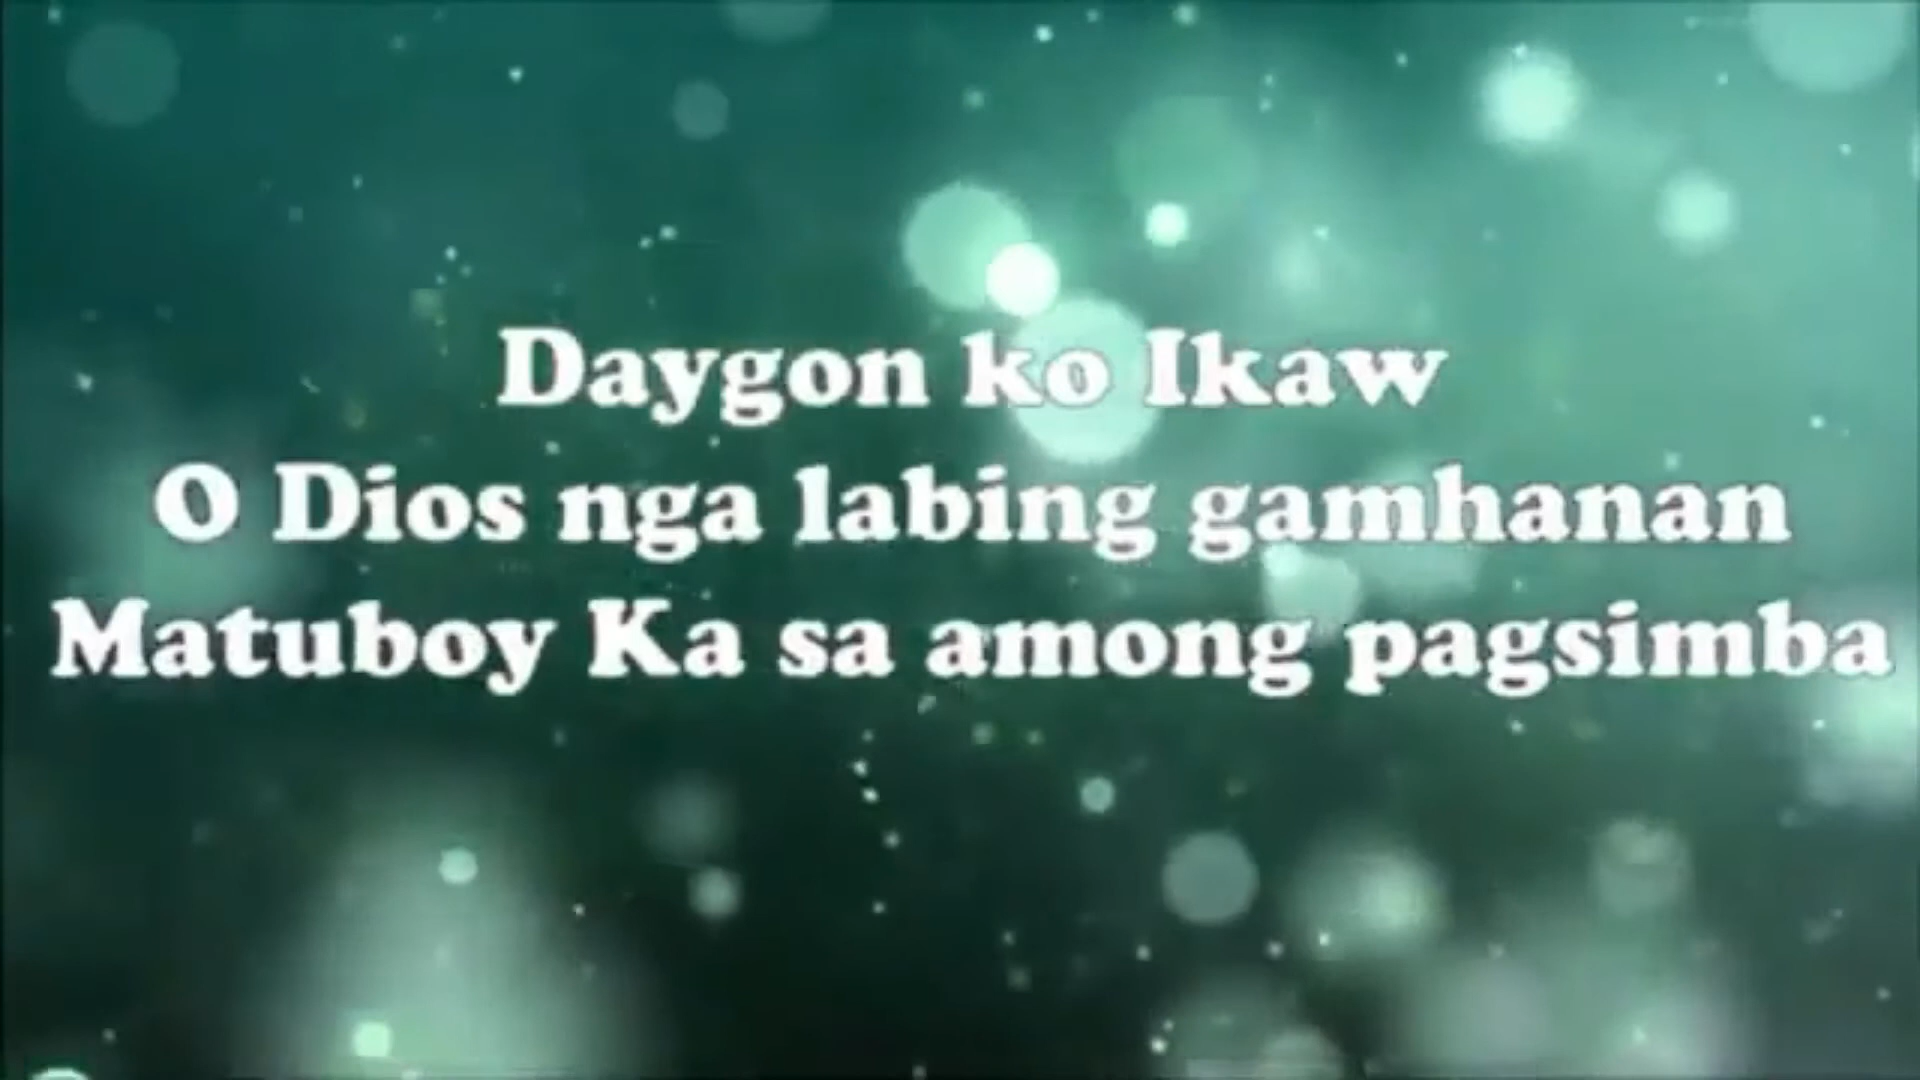 Daygon ko Ikaw
O Dios nga labing gamhanan
Matuboy Ka sa among pagsimba